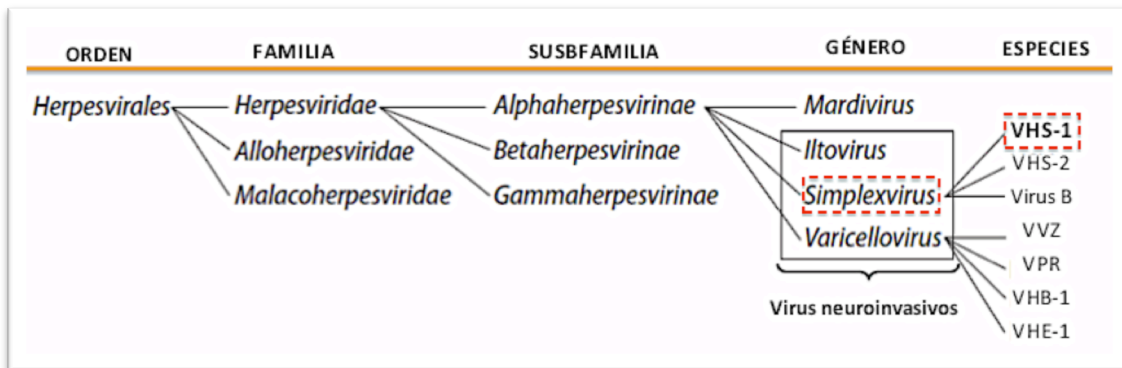 ORDEN FAMILIA SUSBFAMILIA GÉNERO ESPECIES
Herpesvirales Herpesviridae Alphaherpesvirinae Mardivirus
VHS-1
Alloherpesviridae Betaherpesvirinae Iltovirus
VHS-2
Malacoherpesviridae Gammaherpesvirinae Simplexvirus Virus B
Varicellovirus VVZ
VPR
VHB-1
Virus neuroinvasivos
VHE-1